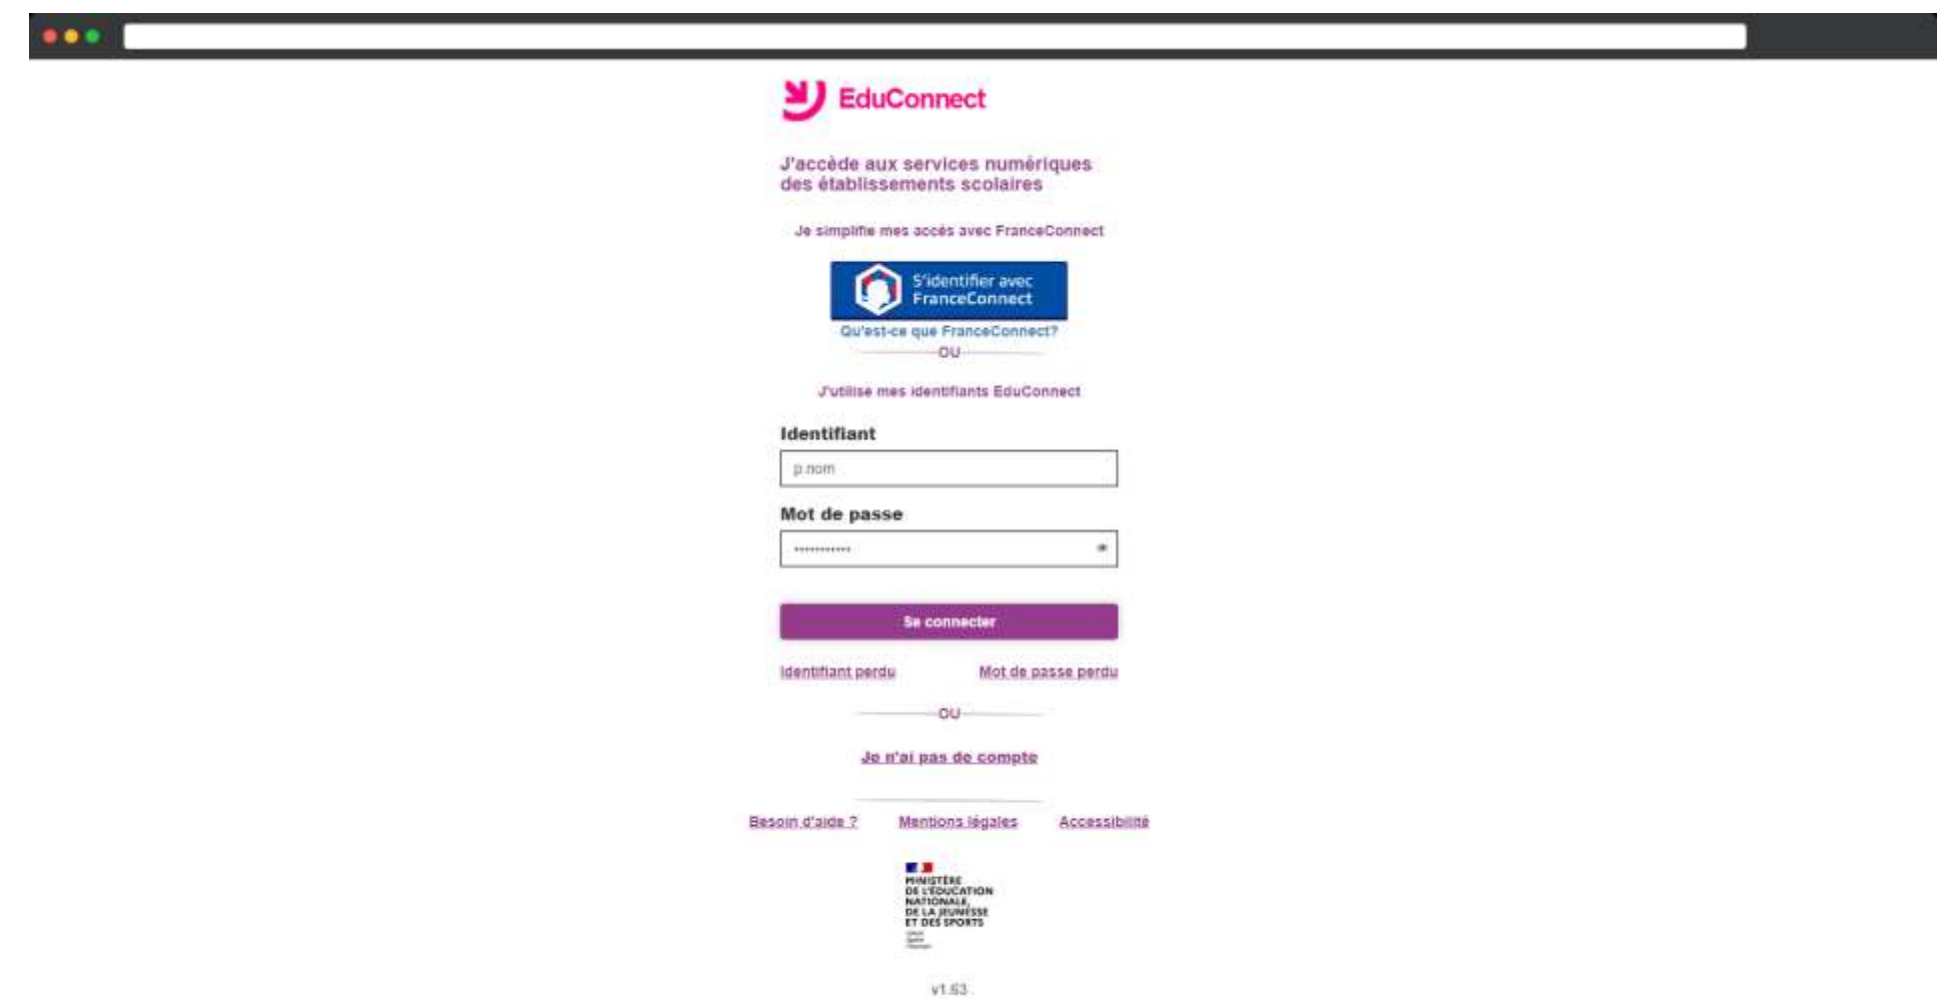 EduConnect
J'accède aux services numériques
des établissements scolaires
Je simplifie mes accès avec FranceConnect
S'identifier avec
FranceConnect
Qu'est-ce que FranceConnect?
OU
J'utilise mes identifiants EduConnect
Identifiant
p.nom
Mot de passe
•••••••••••
Se connecter
Identifiant perdu Mot de passe perdu
OU
Je n'ai pas de compte
Besoin d'aide ? Mentions légales Accessibilité
MINISTÈRE
DE L'ÉDUCATION
NATIONALE,
DE LA JEUNESSE
ET DES SPORTS
v1.63